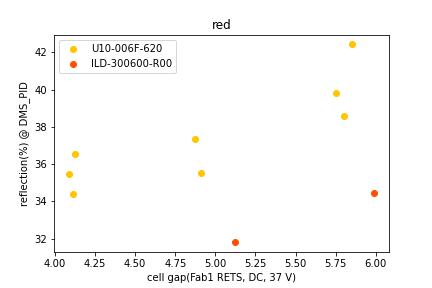 red
U10-006F-620
ILD-300600-R00
reflection(%) @ DMS_PID
42
40
38
36
34
32
4.00 4.25 4.50 4.75 5.00 5.25 5.50 5.75 6.00
cell gap(Fab1 RETS, DC, 37 V)